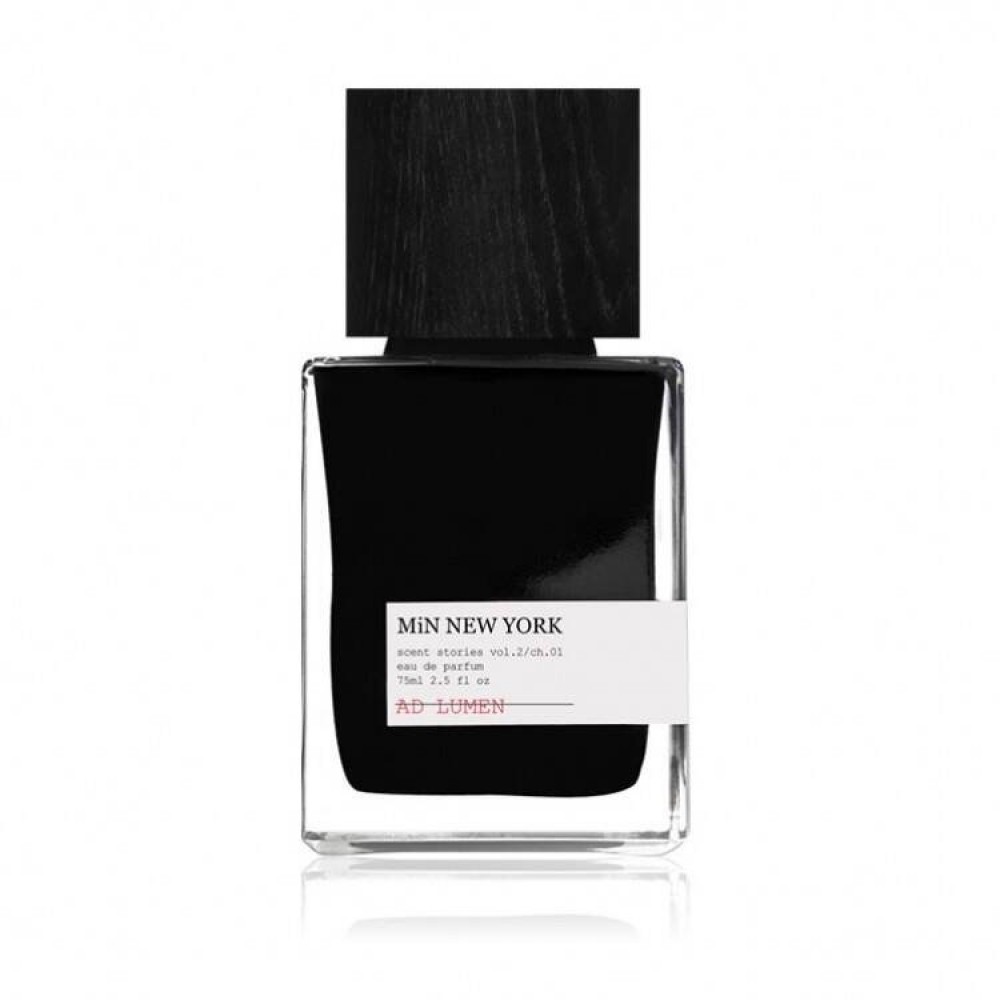 MiN NEW YORK
scent stories vol.2/ch.01
eau de parfum
75ml 2.5 fl oz
AD LUMEN